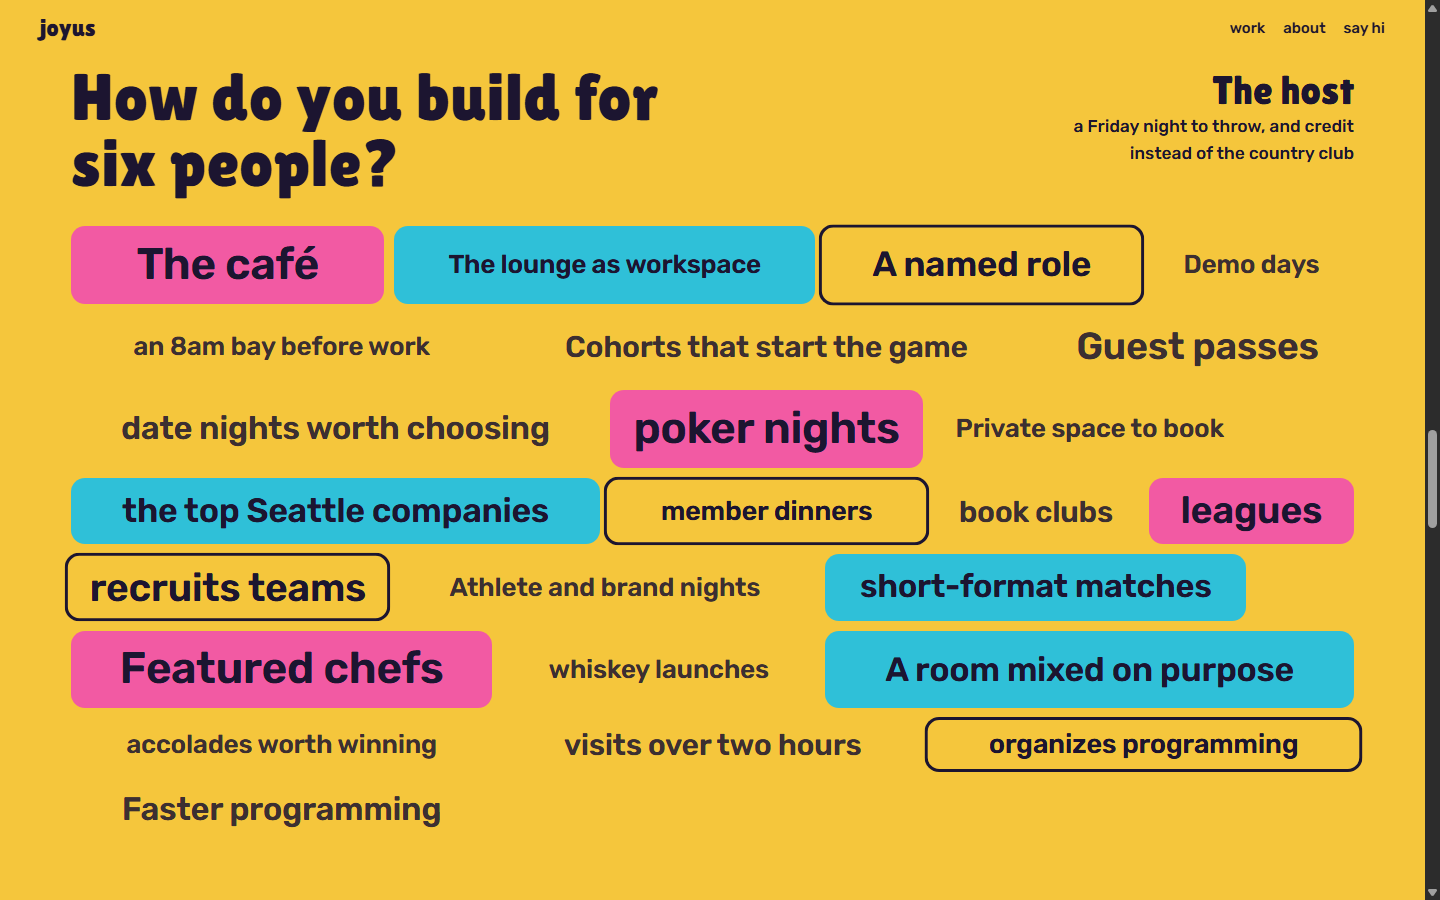 joyus
work about say hi
How do you build for
six people?
The host
a Friday night to throw, and credit
instead of the country club
The café
The lounge as workspace
A named role
Demo days
an 8am bay before work
Cohorts that start the game
Guest passes
date nights worth choosing
poker nights
Private space to book
the top Seattle companies
member dinners
book clubs
leagues
recruits teams
Athlete and brand nights
short-format matches
Featured chefs
whiskey launches
A room mixed on purpose
accolades worth winning
visits over two hours
organizes programming
Faster programming